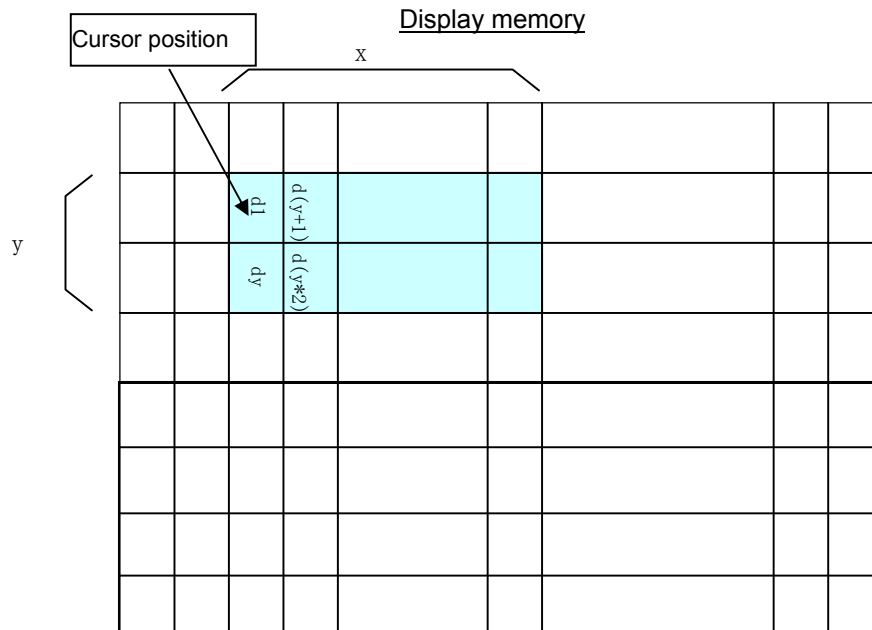 Display memory
Cursor position
x
y
d1
d(y+1)
dy
d(y*2)